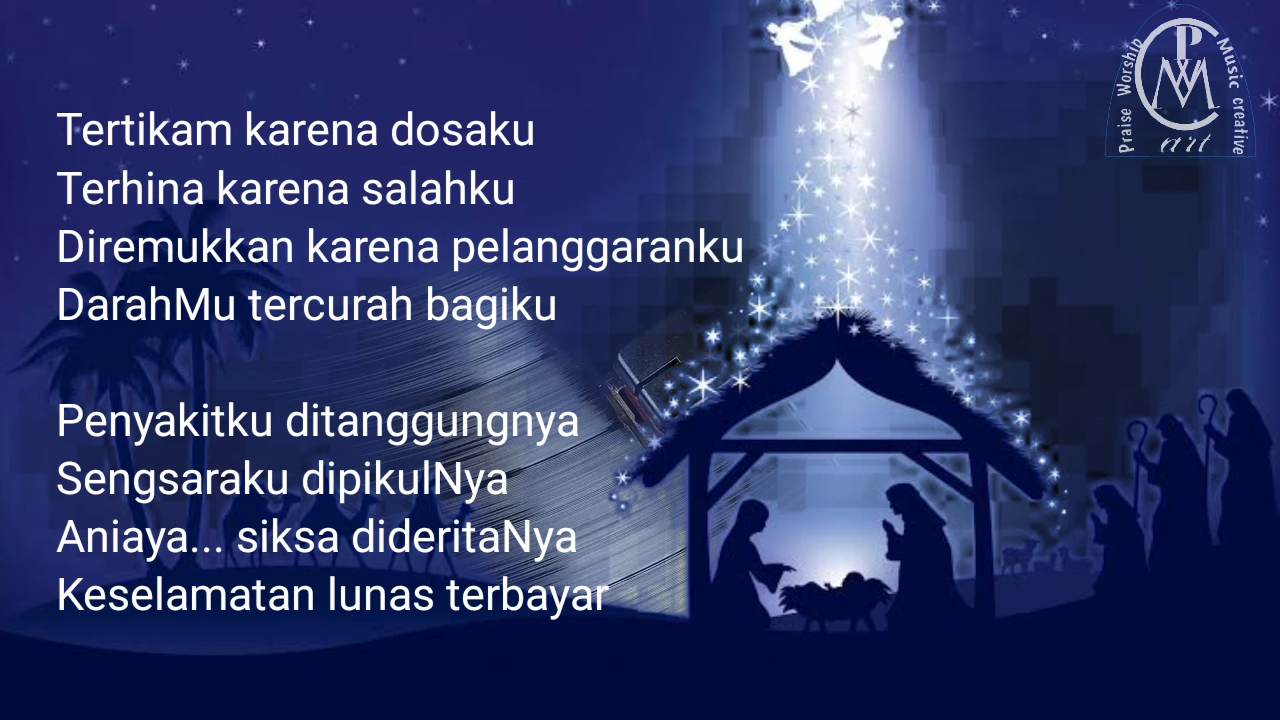 Tertikam karena dosaku
Terhina karena salahku
Diremukkan karena pelanggaranku
DarahMu tercurah bagiku
Penyakitku ditanggungnya
Sengsaraku dipikulNya
Aniaya... siksa dideritaNya
Keselamatan lunas terbayar
Praise Worship
Music creative
PWMC
art